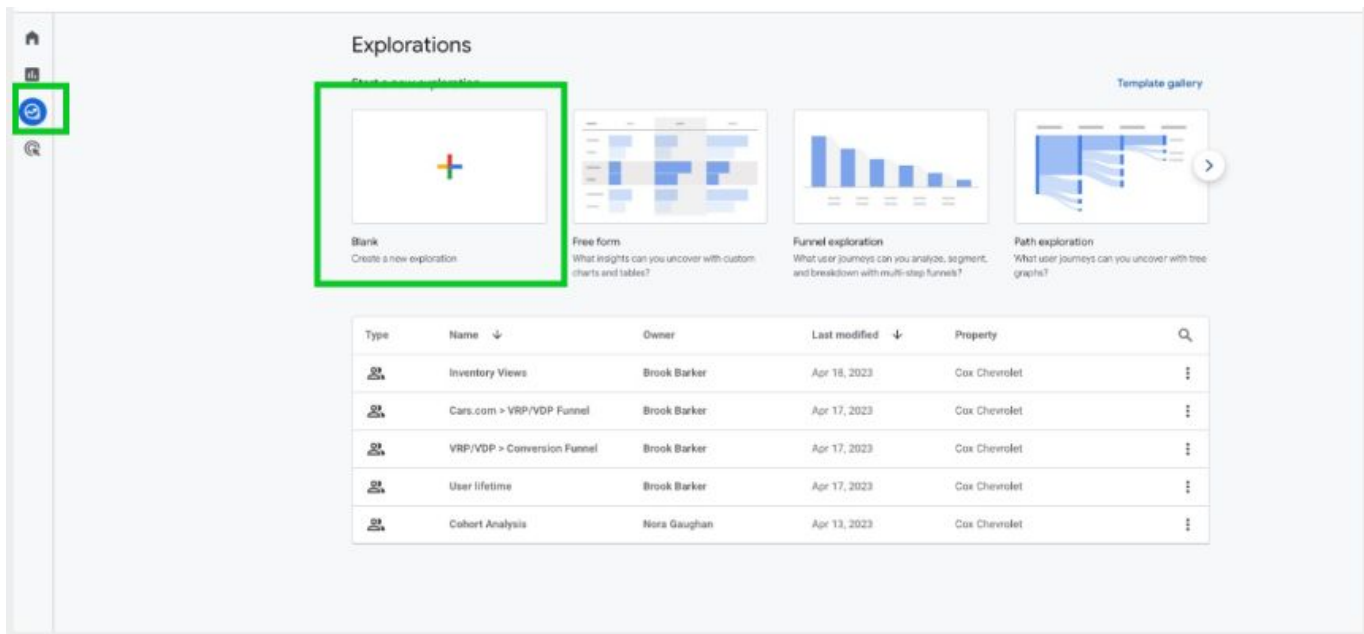 Explorations
Start a new exploration
Template gallery
Blank
Create a new exploration
Free form
What insights can you uncover with custom
charts and tables?
Funnel exploration
What user journeys can you analyze, segment,
and breakdown with multi-step funnels?
Path exploration
What user journeys can you uncover with tree
graphs?
Type Name Owner Last modified Property
Inventory Views Brook Barker Apr 18, 2023 Cox Chevrolet
Cars.com > VRP/VDP Funnel Brook Barker Apr 17, 2023 Cox Chevrolet
VRP/VDP > Conversion Funnel Brook Barker Apr 17, 2023 Cox Chevrolet
User lifetime Brook Barker Apr 17, 2023 Cox Chevrolet
Cohort Analysis Nora Gaughan Apr 13, 2023 Cox Chevrolet